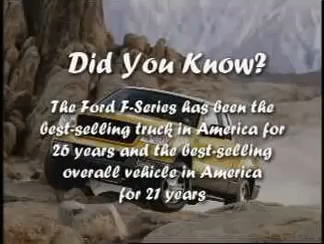 Did You Know?
The Ford F-Series has been the
best-selling truck in America for
26 years and the best-selling
overall vehicle in America
for 21 years